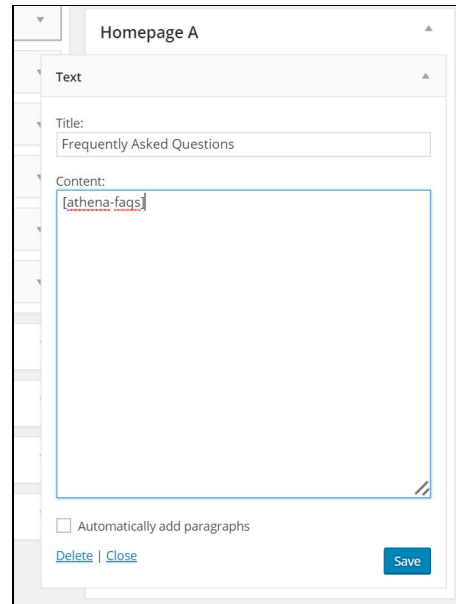 Homepage A
Text
Title:
Frequently Asked Questions
Content:
[athena-faqs]
Automatically add paragraphs
Delete | Close
Save